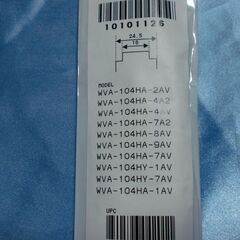 10101126
24.5
18
MODEL
WVA-104HA-2AV
WVA-104HA-4A2
WVA-104HA-4AV
WVA-104HA-7A2
WVA-104HA-8AV
WVA-104HA-9AV
WVA-104HA-7AV
WVA-104HY-1AV
WVA-104HY-7AV
WVA-104HA-1AV
UPC